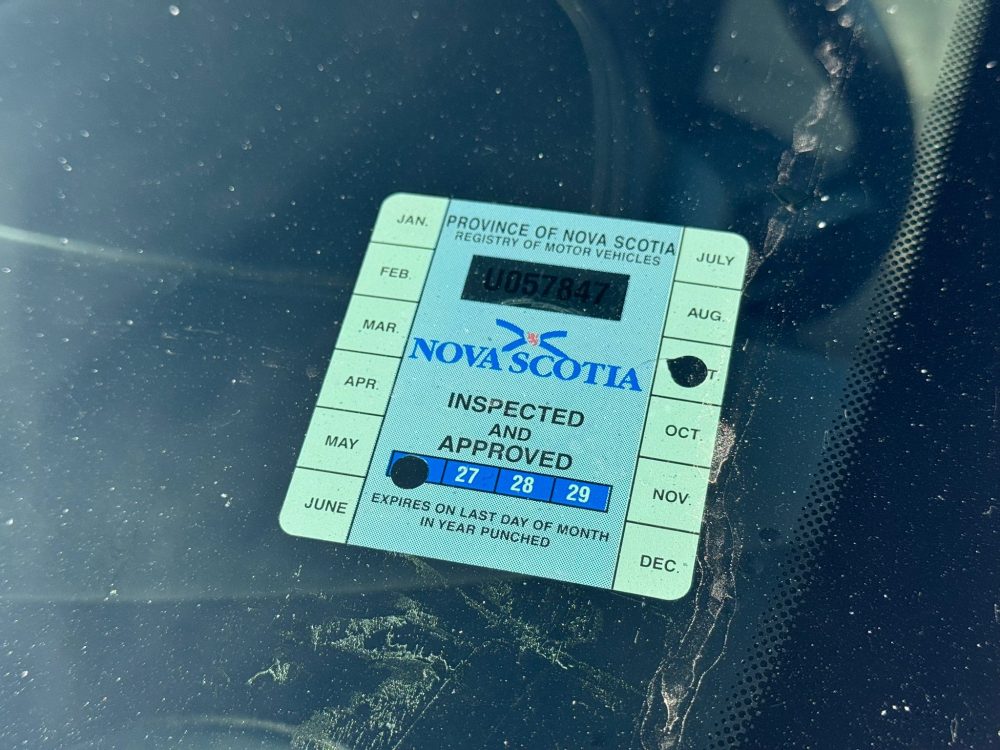 JAN.
FEB.
MAR.
APR.
MAY
JUNE
PROVINCE OF NOVA SCOTIA
REGISTRY OF MOTOR VEHICLES
U057847
NOVA SCOTIA
INSPECTED
AND
APPROVED
27 28 29
EXPIRES ON LAST DAY OF MONTH
IN YEAR PUNCHED
JULY
AUG.
T.
OCT.
NOV.
DEC.